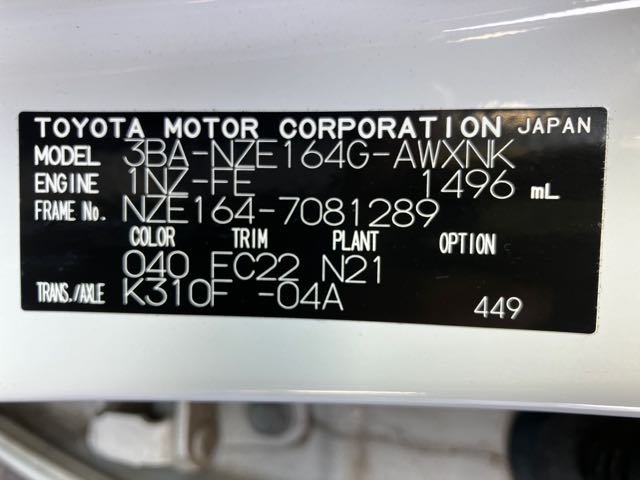 TOYOTA MOTOR CORPORATION JAPAN
MODEL 3BA-NZE164G-AWXNK
ENGINE 1NZ-FE 1496 mL
FRAME No. NZE164-7081289
COLOR TRIM PLANT OPTION
040 FC22 N21
TRANS./AXLE K310F -04A
449